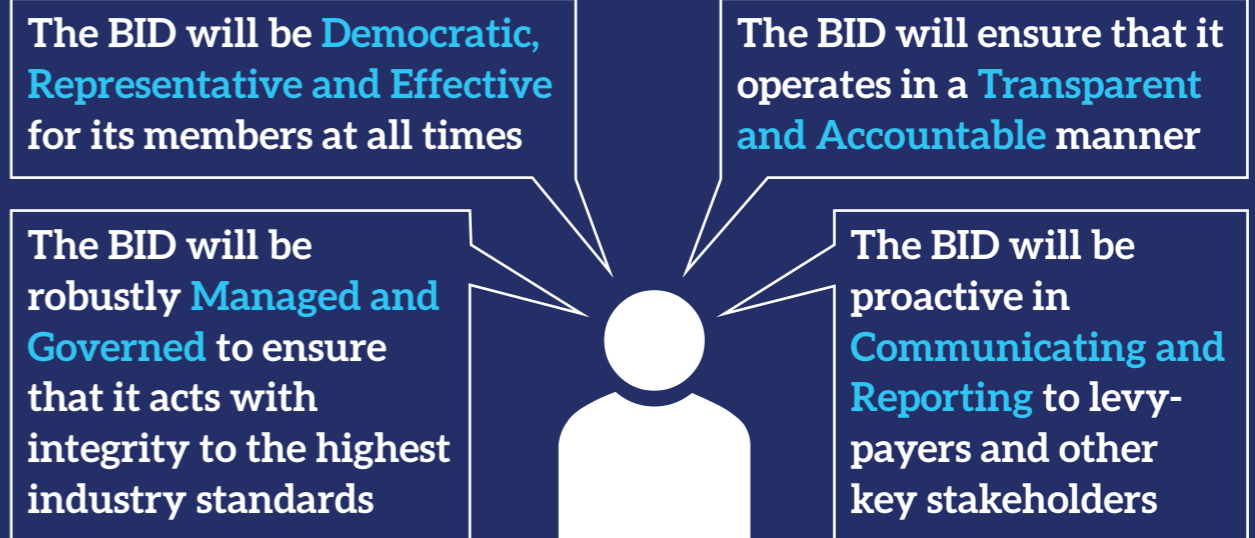 The BID will be Democratic,
Representative and Effective
for its members at all times
The BID will ensure that it
operates in a Transparent
and Accountable manner
The BID will be
robustly Managed and
Governed to ensure
that it acts with
integrity to the highest
industry standards
The BID will be
proactive in
Communicating and
Reporting to levy-
payers and other
key stakeholders